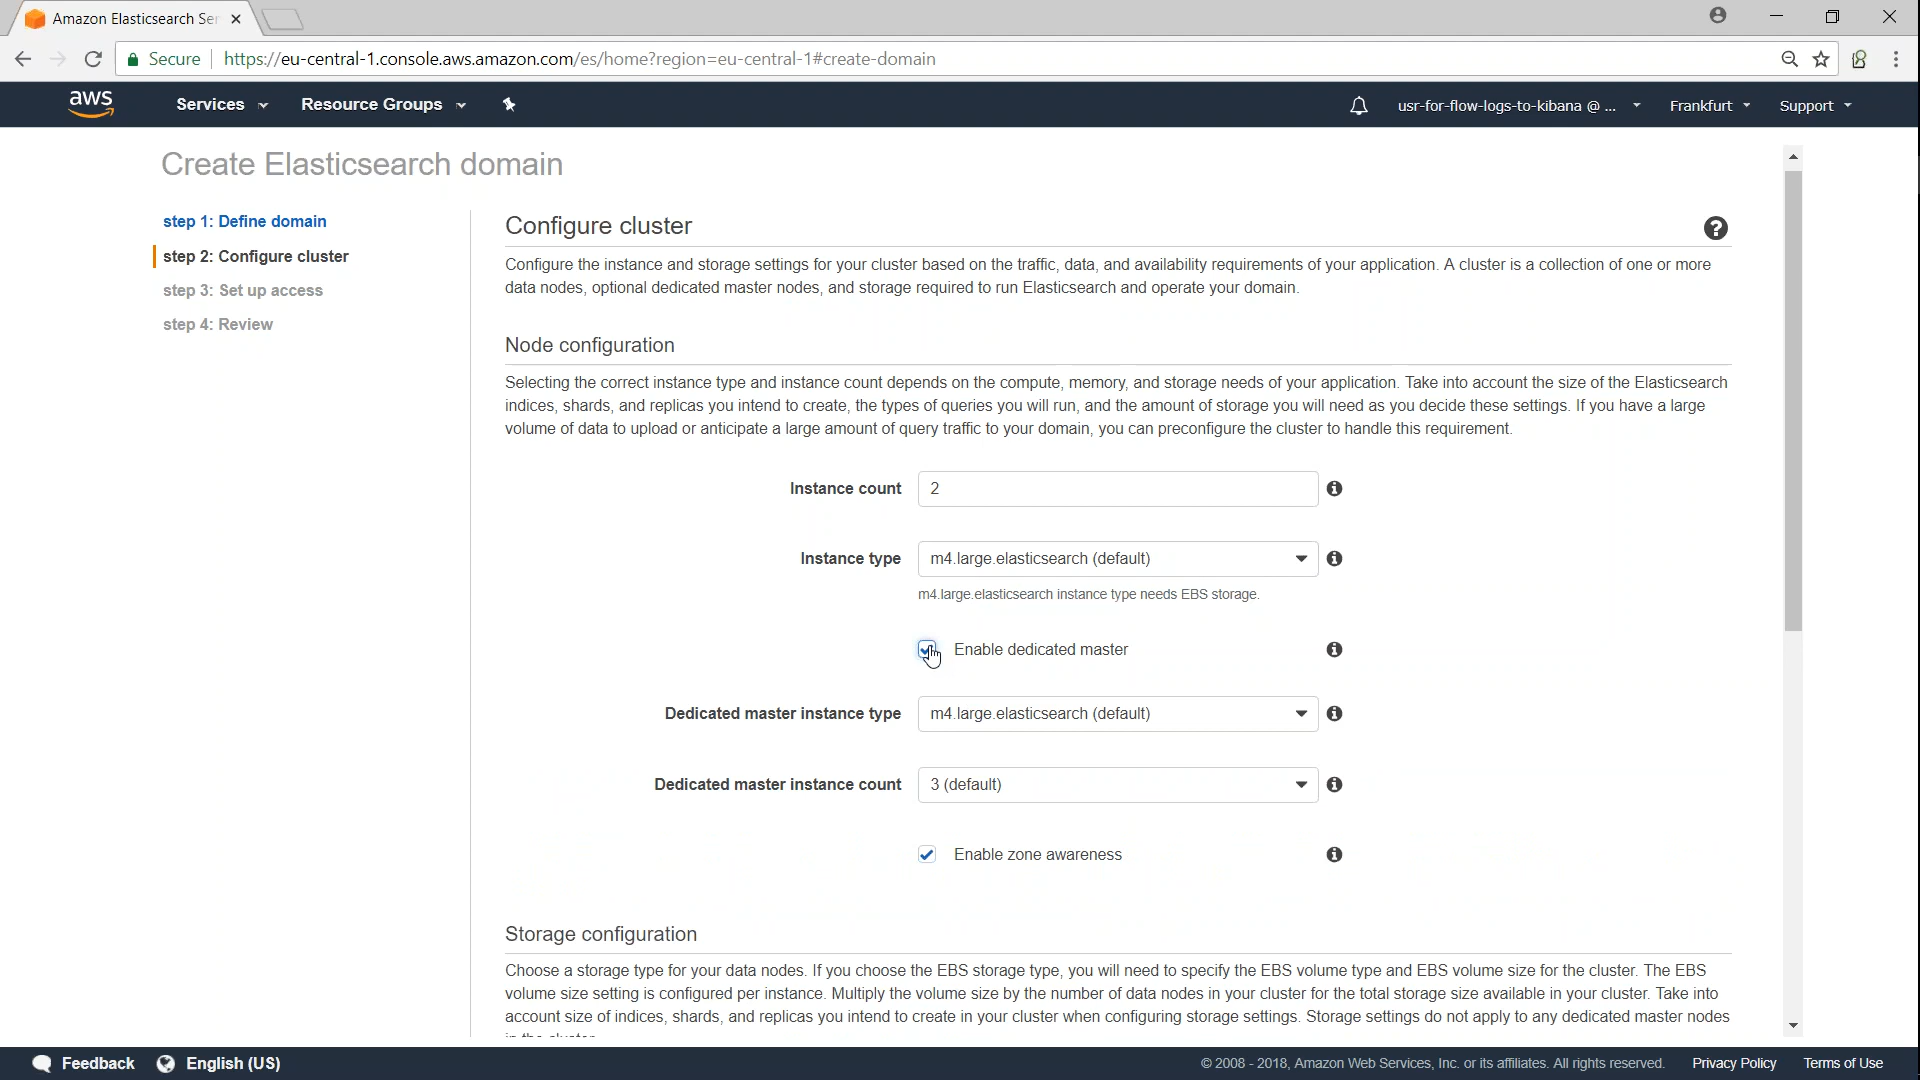 Amazon Elasticsearch Ser
Secure
https://eu-central-1.console.aws.amazon.com/es/home?region=eu-central-1#create-domain
aws
Services
Resource Groups
usr-for-flow-logs-to-kibana @ ...
Frankfurt
Support
Create Elasticsearch domain
step 1: Define domain
step 2: Configure cluster
step 3: Set up access
step 4: Review
Configure cluster
Configure the instance and storage settings for your cluster based on the traffic, data, and availability requirements of your application. A cluster is a collection of one or more
data nodes, optional dedicated master nodes, and storage required to run Elasticsearch and operate your domain.
Node configuration
Selecting the correct instance type and instance count depends on the compute, memory, and storage needs of your application. Take into account the size of the Elasticsearch
indices, shards, and replicas you intend to create, the types of queries you will run, and the amount of storage you will need as you decide these settings. If you have a large
volume of data to upload or anticipate a large amount of query traffic to your domain, you can preconfigure the cluster to handle this requirement.
Instance count 2
Instance type m4.large.elasticsearch (default)
m4.large.elasticsearch instance type needs EBS storage.
Enable dedicated master
Dedicated master instance type m4.large.elasticsearch (default)
Dedicated master instance count 3 (default)
Enable zone awareness
Storage configuration
Choose a storage type for your data nodes. If you choose the EBS storage type, you will need to specify the EBS volume type and EBS volume size for the cluster. The EBS
volume size setting is configured per instance. Multiply the volume size by the number of data nodes in your cluster for the total storage size available in your cluster. Take into
account size of indices, shards, and replicas you intend to create in your cluster when configuring storage settings. Storage settings do not apply to any dedicated master nodes
Feedback
English (US)
© 2008 - 2018, Amazon Web Services, Inc. or its affiliates. All rights reserved.
Privacy Policy
Terms of Use